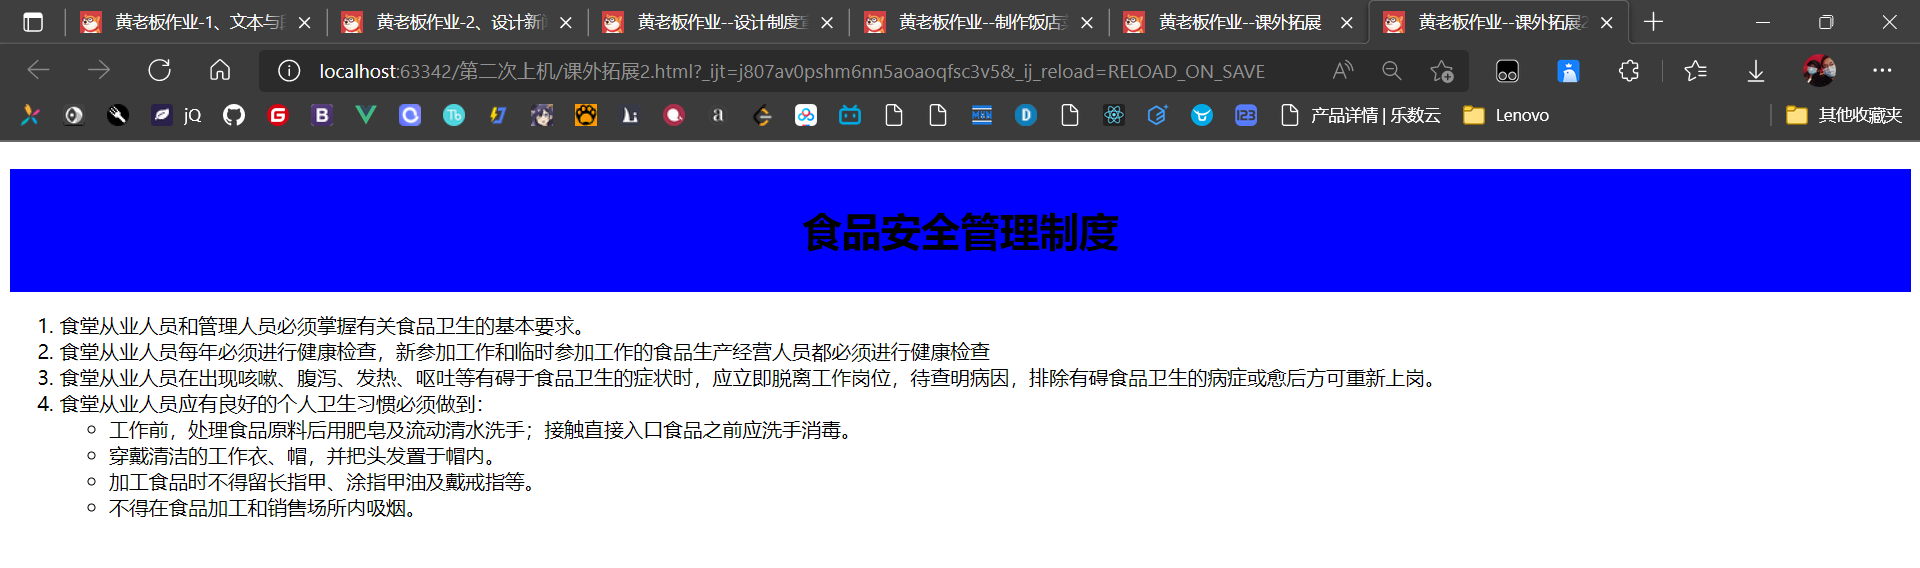 黄老板作业-1、文本与
黄老板作业-2、设计新
黄老板作业--设计制度
黄老板作业--制作饭店
黄老板作业--课外拓展
黄老板作业--课外拓展2
localhost:63342/第二次上机/课外拓展2.html?_ijt=j807av0pshm6nn5aoaoqfsc3v5&_ij_reload=RELOAD_ON_SAVE
jQ
产品详情 | 乐数云
Lenovo
其他收藏夹
食品安全管理制度
1. 食堂从业人员和管理人员必须掌握有关食品卫生的基本要求。
2. 食堂从业人员每年必须进行健康检查，新参加工作和临时参加工作的食品生产经营人员都必须进行健康检查
3. 食堂从业人员在出现咳嗽、腹泻、发热、呕吐等有碍于食品卫生的症状时，应立即脱离工作岗位，待查明病因，排除有碍食品卫生的病症或愈后方可重新上岗。
4. 食堂从业人员应有良好的个人卫生习惯必须做到：
工作前，处理食品原料后用肥皂及流动清水洗手；接触直接入口食品之前应洗手消毒。
穿戴清洁的工作衣、帽，并把头发置于帽内。
加工食品时不得留长指甲、涂指甲油及戴戒指等。
不得在食品加工和销售场所内吸烟。